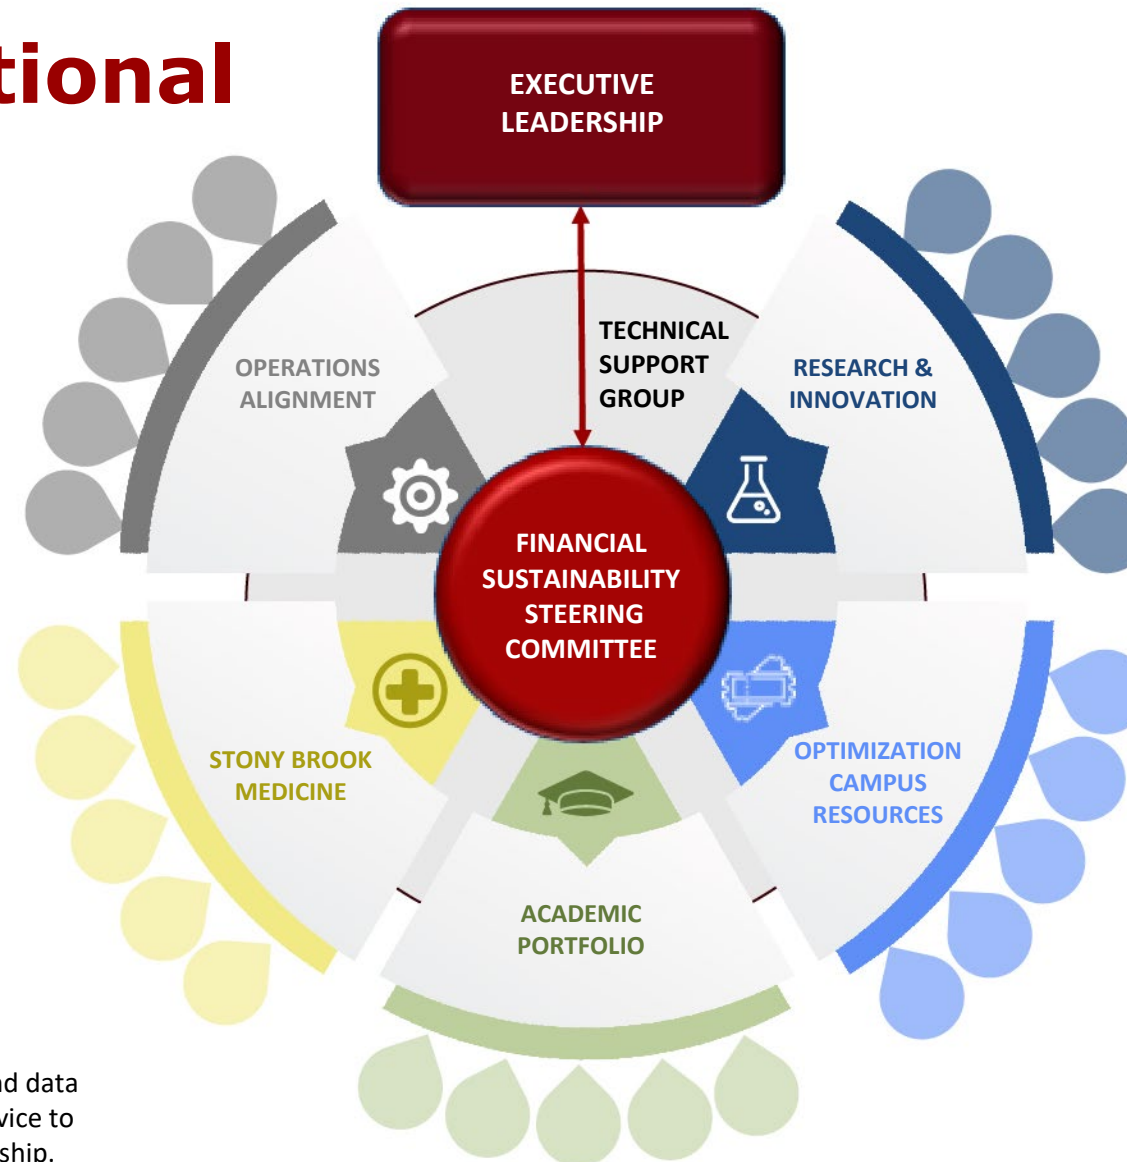 tional
EXECUTIVE
LEADERSHIP
TECHNICAL
SUPPORT
GROUP
OPERATIONS
ALIGNMENT
RESEARCH &
INNOVATION
FINANCIAL
SUSTAINABILITY
STEERING
COMMITTEE
STONY BROOK
MEDICINE
OPTIMIZATION
CAMPUS
RESOURCES
ACADEMIC
PORTFOLIO
nd data
vice to
ship.